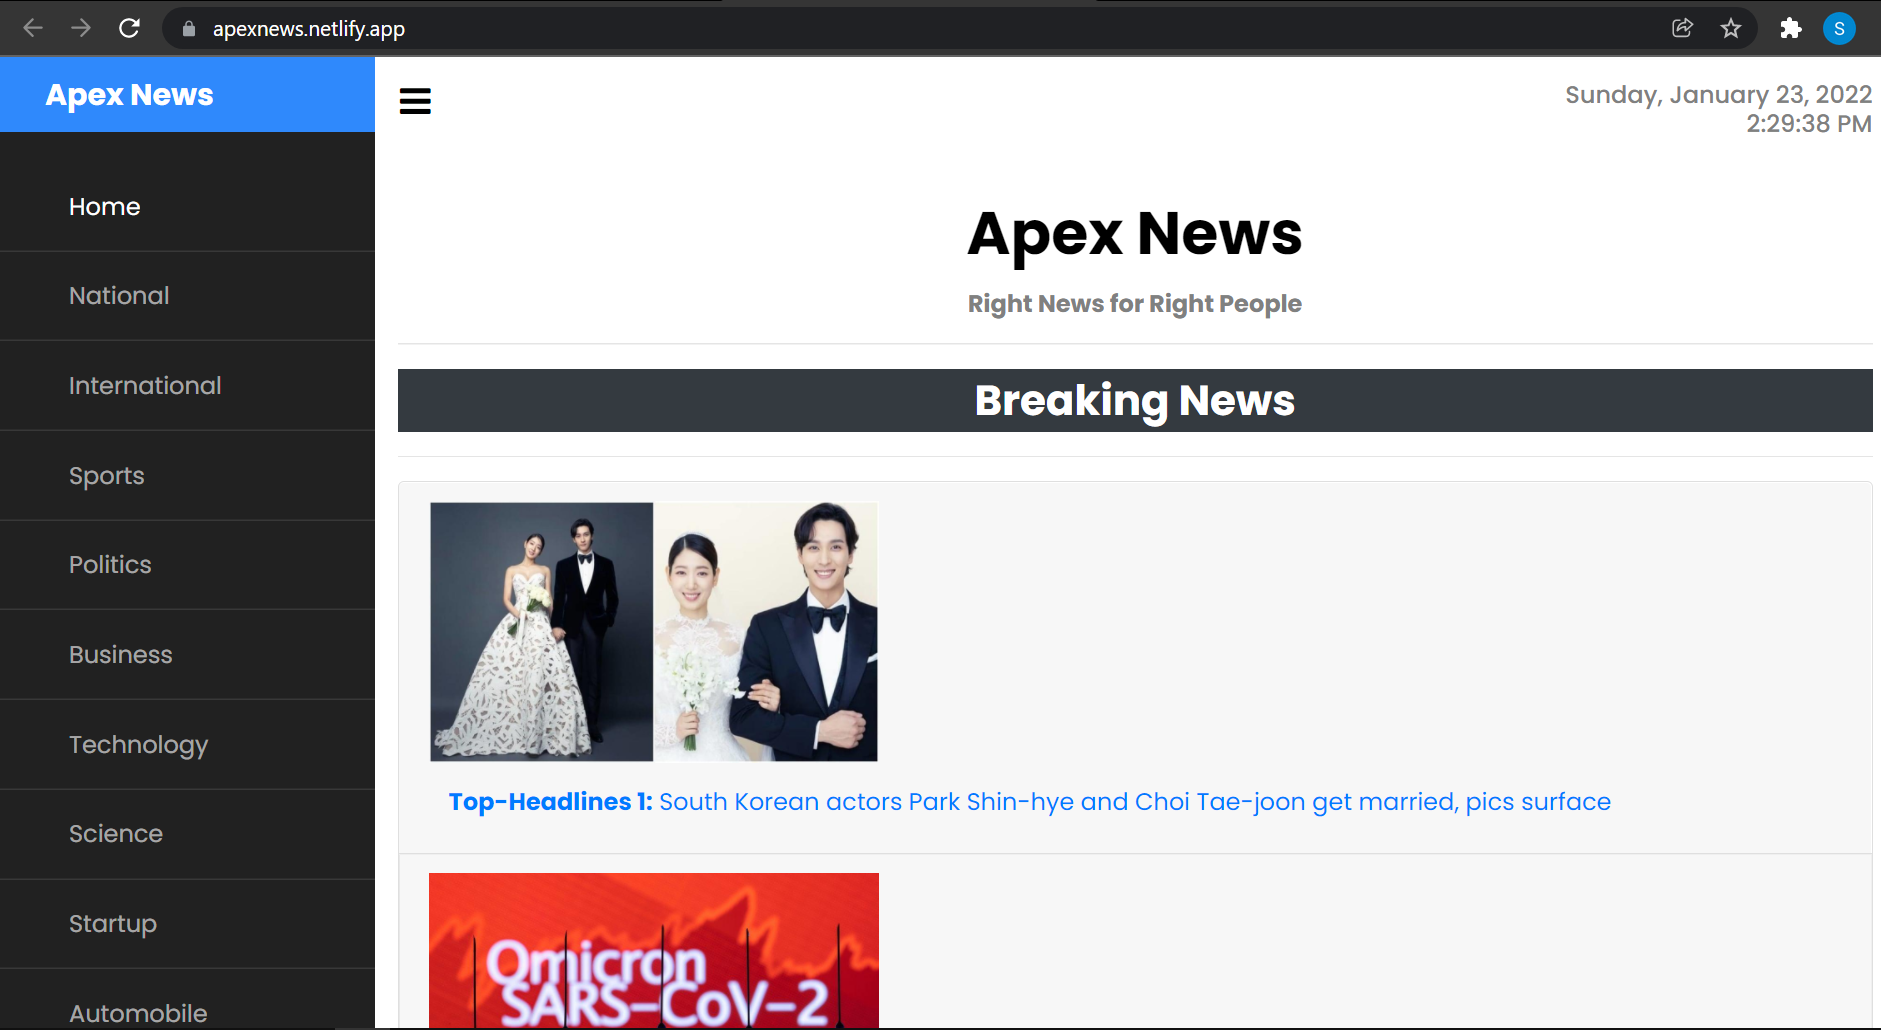 apexnews.netlify.app
S
Apex News
Home
National
International
Sports
Politics
Business
Technology
Science
Startup
Automobile
Sunday, January 23, 2022
2:29:38 PM
Apex News
Right News for Right People
Breaking News
Top-Headlines 1: South Korean actors Park Shin-hye and Choi Tae-joon get married, pics surface
Omicron
SARS-CoV-2